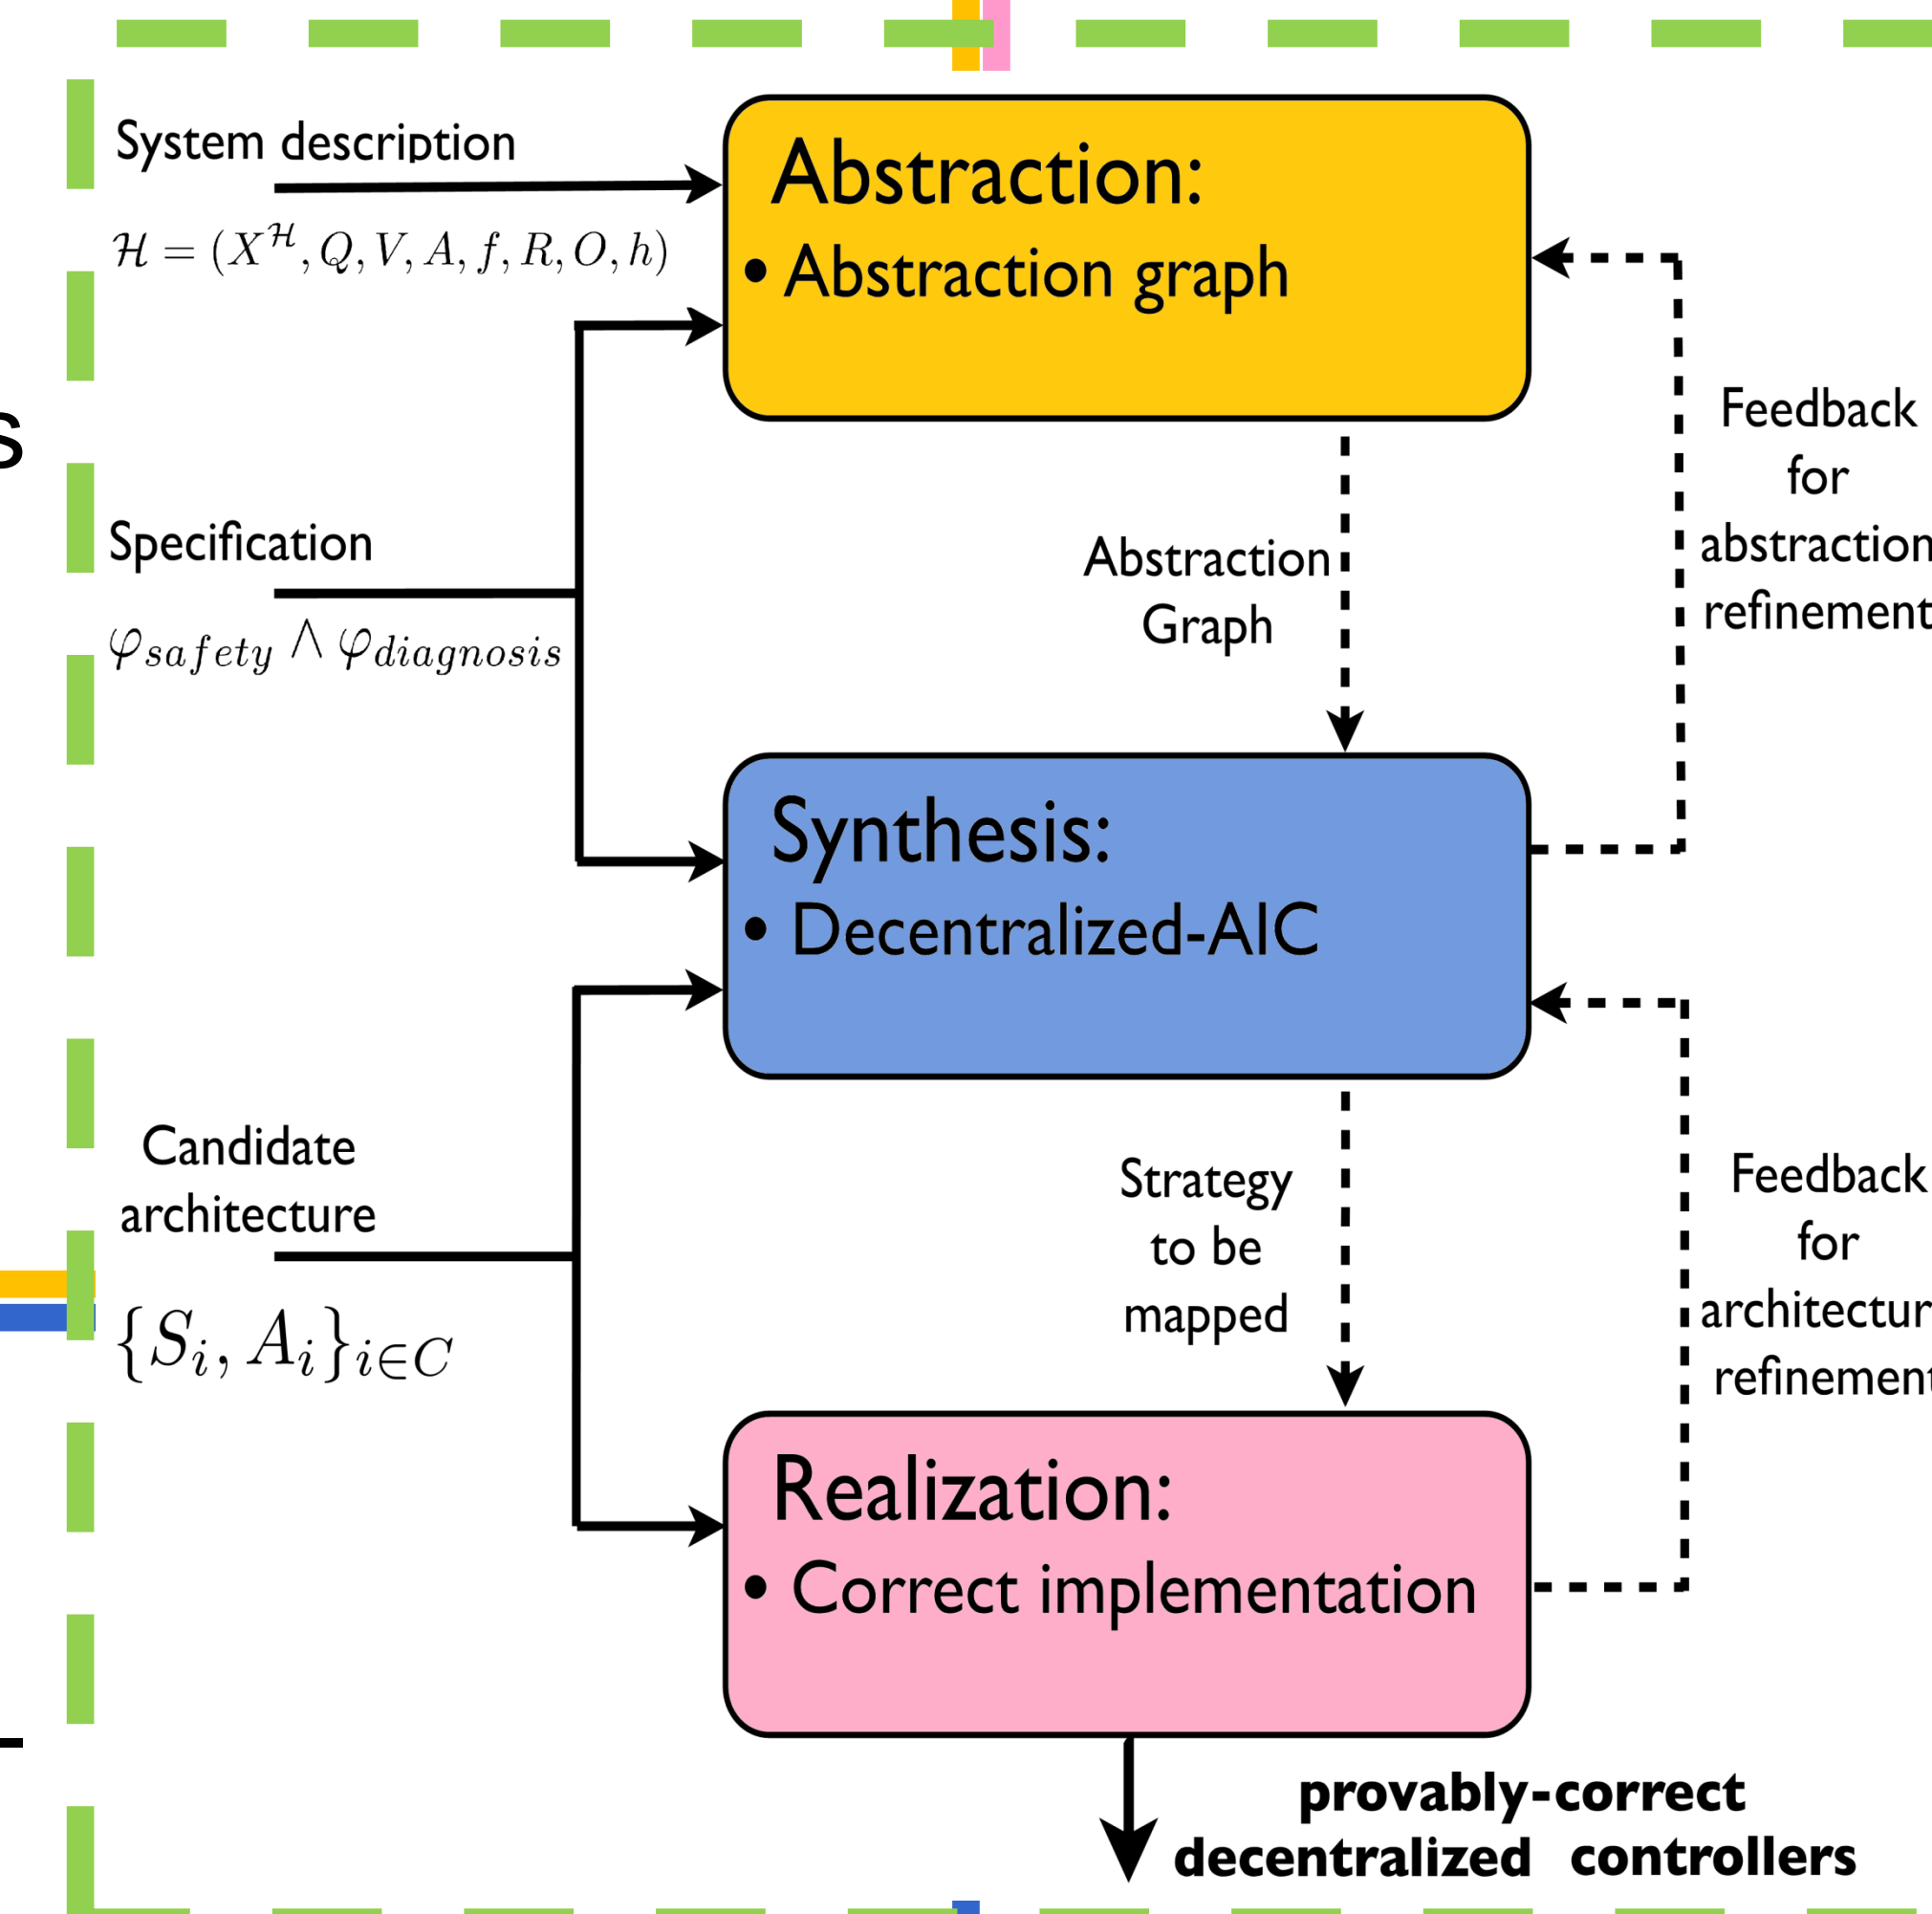 System description
ℋ = (X^ℋ, Q, V, A, f, R, O, h)
Abstraction:
• Abstraction graph
s
Specification
φ_safety ∧ φ_diagnosis
Abstraction
Graph
Feedback
for
abstraction
refinement
Synthesis:
• Decentralized-AIC
Candidate
architecture
{S_i, A_i}_{i∈C}
Strategy
to be
mapped
Feedback
for
architectur
refinement
Realization:
• Correct implementation
-
provably-correct
decentralized controllers